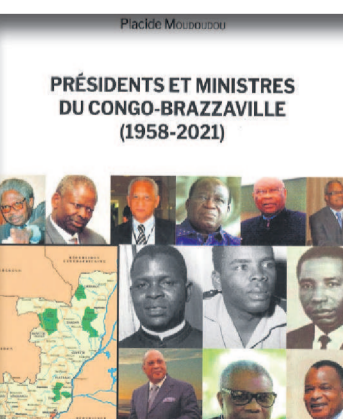 Placide Moudoudou
PRÉSIDENTS ET MINISTRES
DU CONGO-BRAZZAVILLE
(1958-2021)